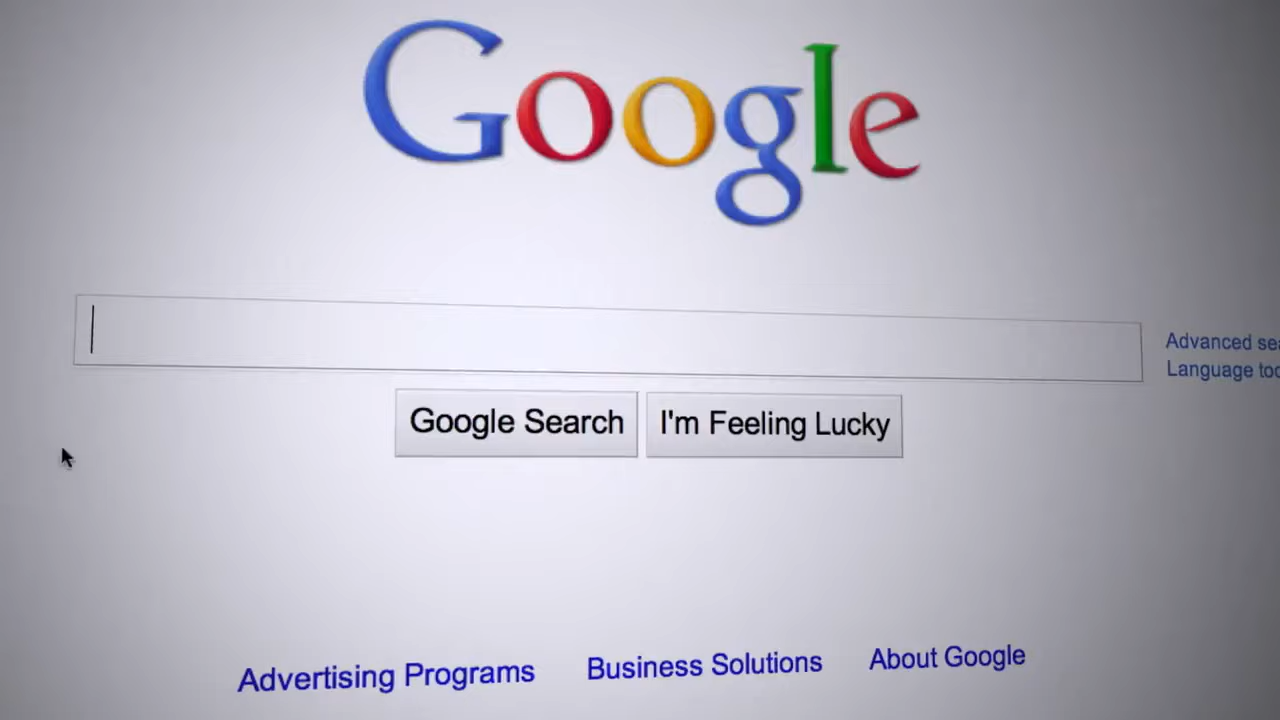 Google
Advanced sea
Language too
Google Search
I'm Feeling Lucky
Advertising Programs
Business Solutions
About Google